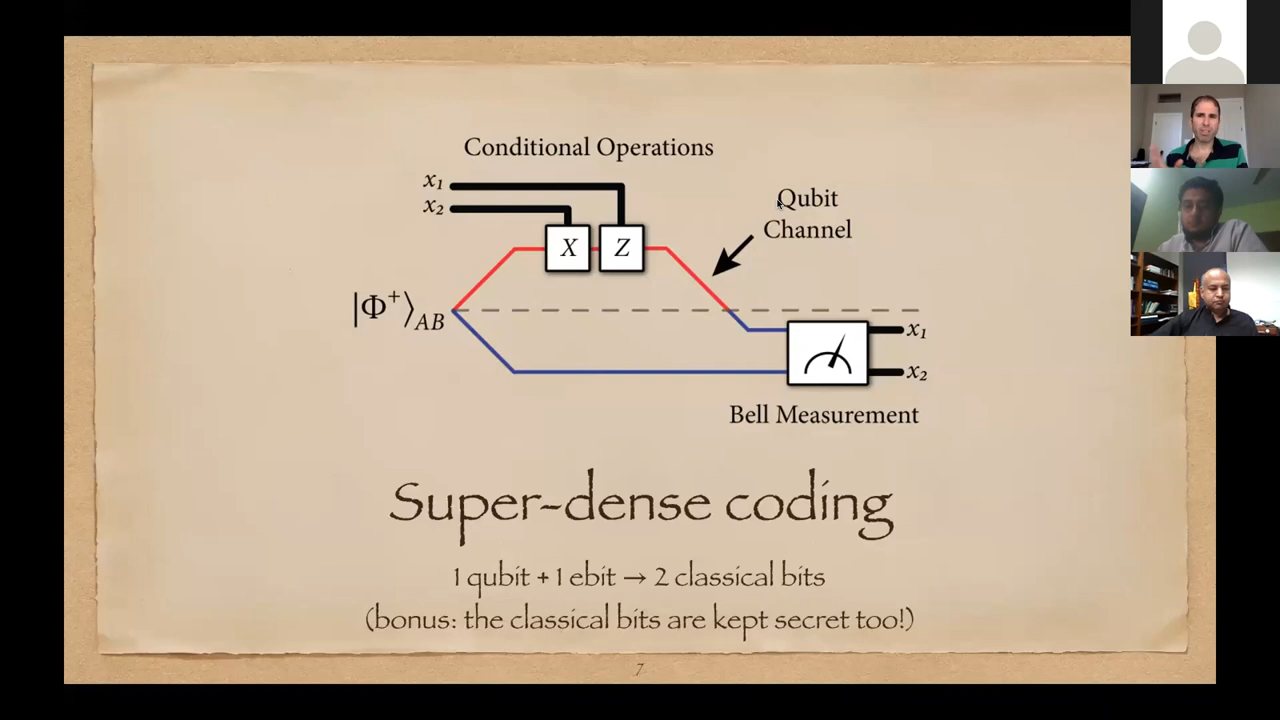 Conditional Operations
x₁
x₂
X Z
Qubit
Channel
|Φ⁺⟩AB
x₁
x₂
Bell Measurement
Super-dense coding
1 qubit + 1 ebit → 2 classical bits
(bonus: the classical bits are kept secret too!)
7